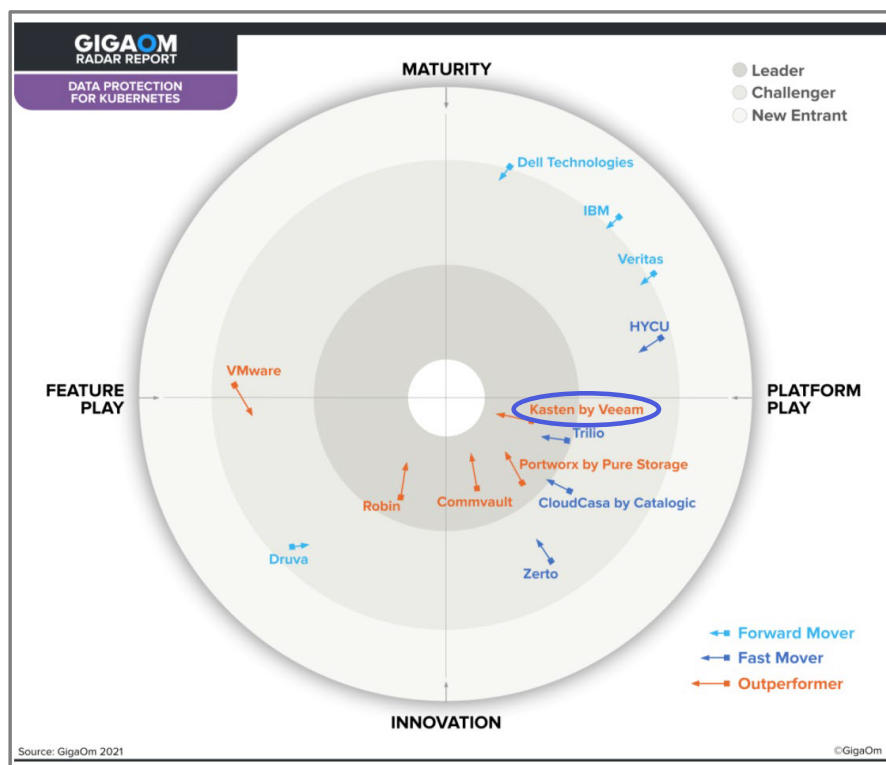 GIGAOM
RADAR REPORT
DATA PROTECTION
FOR KUBERNETES
MATURITY
Leader
Challenger
New Entrant
Dell Technologies
IBM
Veritas
HYCU
VMware
FEATURE
PLAY
PLATFORM
PLAY
Kasten by Veeam
Trilio
Portworx by Pure Storage
Robin
Commvault
CloudCasa by Catalogic
Druva
Zerto
Forward Mover
Fast Mover
Outperformer
INNOVATION
Source: GigaOm 2021
©GigaOm